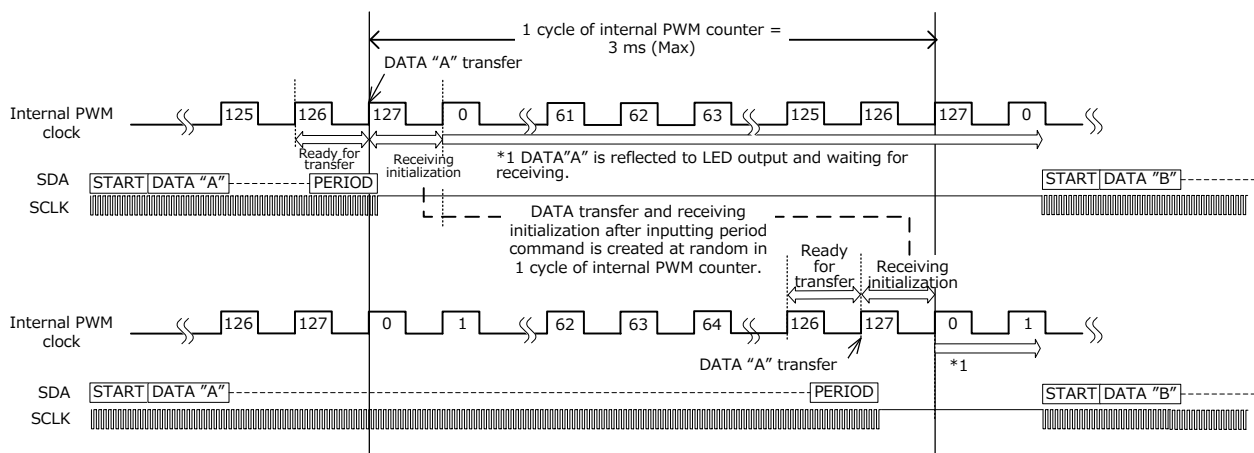 1 cycle of internal PWM counter =
3 ms (Max)
DATA “A” transfer
Internal PWM
clock
125 126 127 0 61 62 63 125 126 127 0
Ready for
transfer
Receiving
initialization
*1 DATA”A” is reflected to LED output and waiting for
receiving.
SDA START DATA ”A” PERIOD START DATA ”B”
SCLK
DATA transfer and receiving
initialization after inputting period
command is created at random in
1 cycle of internal PWM counter.
Ready
for
transfer
Receiving
initialization
Internal PWM
clock
126 127 0 1 62 63 64 126 127 0 1
DATA “A” transfer
*1
SDA START DATA ”A” PERIOD START DATA ”B”
SCLK